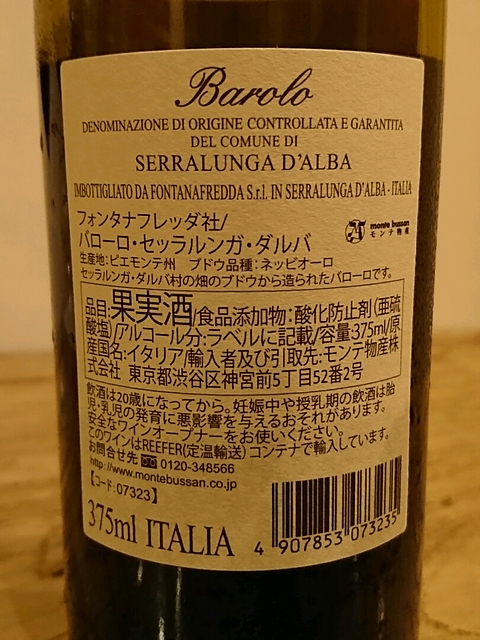 Barolo
DENOMINAZIONE DI ORIGINE CONTROLLATA E GARANTITA
DEL COMUNE DI
SERRALUNGA D'ALBA
IMBOTTIGLIATO DA FONTANAFREDDA S.r.l. IN SERRALUNGA D'ALBA - ITALIA
フォンタナフレッダ社/
バローロ・セッラルンガ・ダルバ
monte bussan
モンテ物産
生産地:ピエモンテ州 ブドウ品種:ネッビオーロ
セッラルンガ・ダルバ村の畑のブドウから造られたバローロです。
品目:果実酒/食品添加物:酸化防止剤(亜硫
酸塩)/アルコール分:ラベルに記載/容量:375ml/原
産国名:イタリア/輸入者及び引取先:モンテ物産株
式会社 東京都渋谷区神宮前5丁目52番2号
飲酒は20歳になってから。妊娠中や授乳期の飲酒は胎
児・乳児の発育に悪影響を与えるおそれがあります。
安全なワインオープナーをお使いください。
このワインはREEFER(定温輸送)コンテナで輸入しています。
お問合せ先 0120-348566
http://www.montebussan.co.jp
【コード:07323】
375ml ITALIA
4 907853 073235